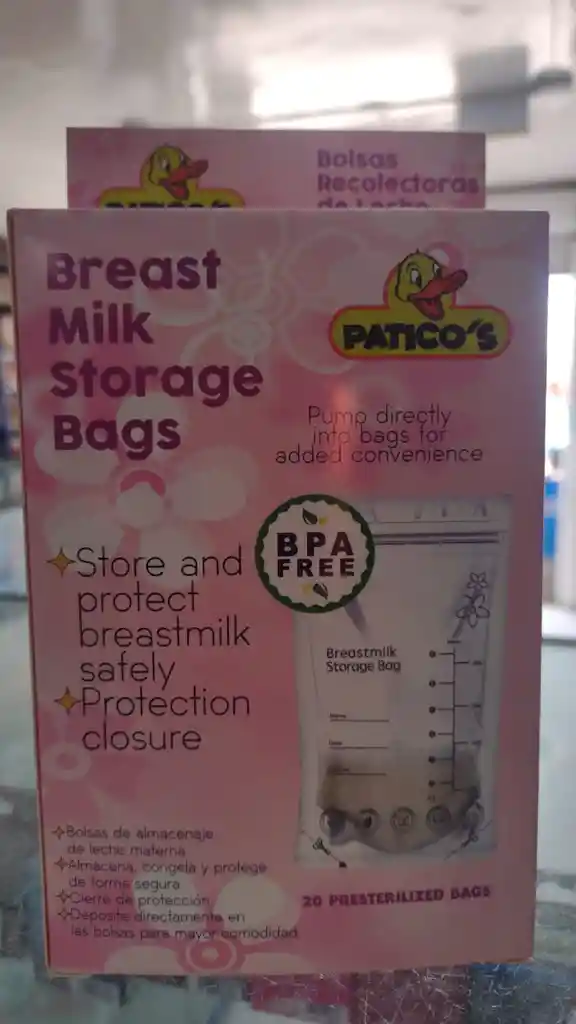 Bolsas
Recolectoras
de Leche
PATICO'S
Breast
Milk
Storage
Bags
PATICO'S
Pump directly
into bags for
added convenience
BPA
FREE
Store and
protect
breastmilk
safely
Protection
closure
Breastmilk
Storage Bag
Bolsas de almacenaje
de leche materna
Almacena, congela y protege
de forma segura
Cierre de protección
Deposite directamente en
las bolsas para mayor comodidad
20 PRESTERILIZED BAGS